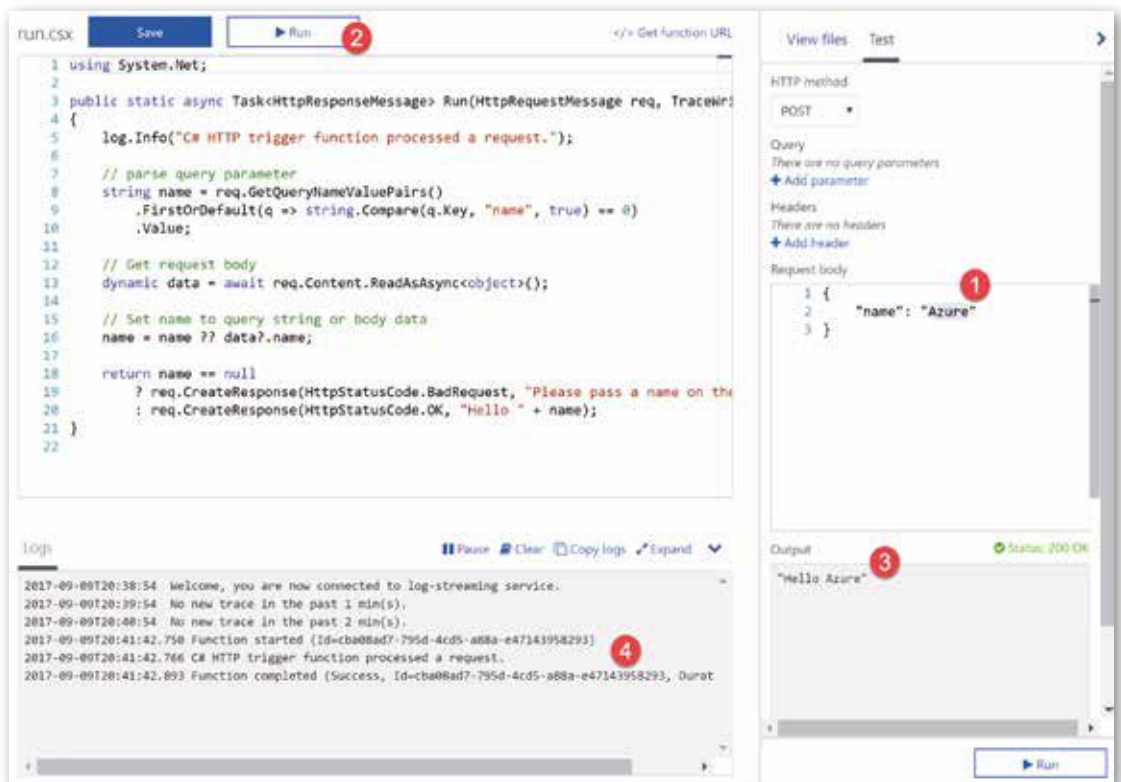 run.csx Save Run 2 </> Get function URL
1 using System.Net;
2
3 public static async Task<HttpResponseMessage> Run(HttpRequestMessage req, TraceWri
4 {
5 log.Info("C# HTTP trigger function processed a request.");
6
7 // parse query parameter
8 string name = req.GetQueryNameValuePairs()
9 .FirstOrDefault(q => string.Compare(q.Key, "name", true) == 0)
10 .Value;
11
12 // Get request body
13 dynamic data = await req.Content.ReadAsAsync<object>();
14
15 // Set name to query string or body data
16 name = name ?? data?.name;
17
18 return name == null
19 ? req.CreateResponse(HttpStatusCode.BadRequest, "Please pass a name on the
20 : req.CreateResponse(HttpStatusCode.OK, "Hello " + name);
21 }
22
Logs Pause Clear Copy logs Expand
2017-09-09T20:38:54 Welcome, you are now connected to log-streaming service.
2017-09-09T20:39:54 No new trace in the past 1 min(s).
2017-09-09T20:40:54 No new trace in the past 2 min(s).
2017-09-09T20:41:42.750 Function started (Id=cba08ad7-795d-4cd5-a88a-e47143958293)
2017-09-09T20:41:42.766 C# HTTP trigger function processed a request.
4
2017-09-09T20:41:42.893 Function completed (Success, Id=cba08ad7-795d-4cd5-a88a-e47143958293, Durat
View files Test
HTTP method
POST
Query
There are no query parameters
+ Add parameter
Headers
There are no headers
+ Add header
Request body
1
1 {
2 "name": "Azure"
3 }
Output Status: 200 OK
3
"Hello Azure"
Run